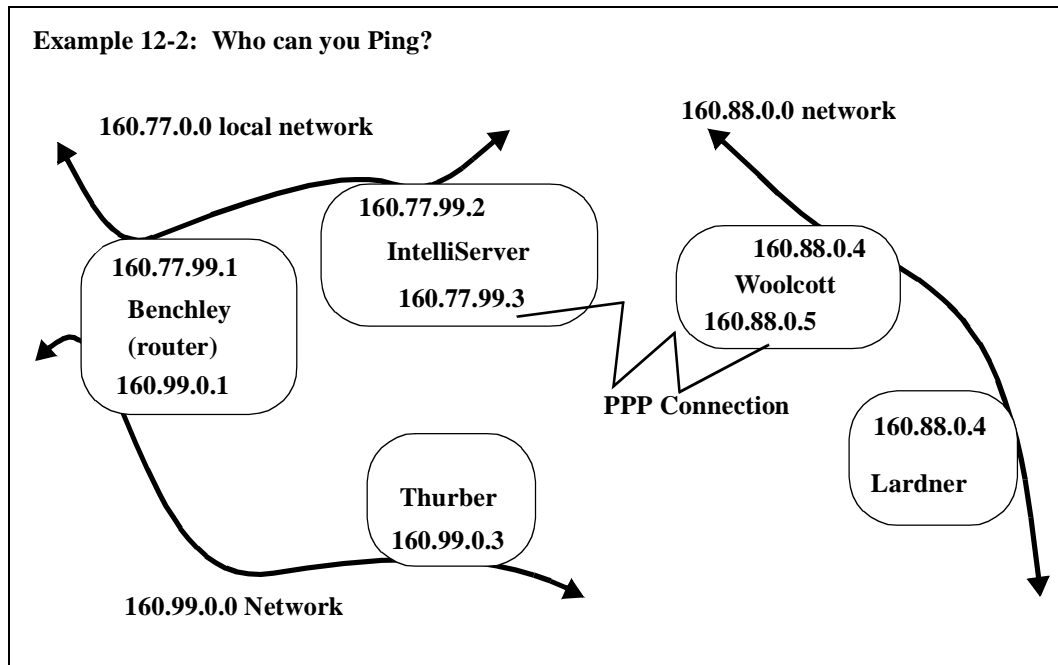 Example 12-2: Who can you Ping?
160.77.0.0 local network
160.88.0.0 network
160.77.99.2
IntelliServer
160.77.99.3
160.77.99.1
Benchley
(router)
160.99.0.1
160.88.0.4
Woolcott
160.88.0.5
PPP Connection
160.88.0.4
Lardner
Thurber
160.99.0.3
160.99.0.0 Network